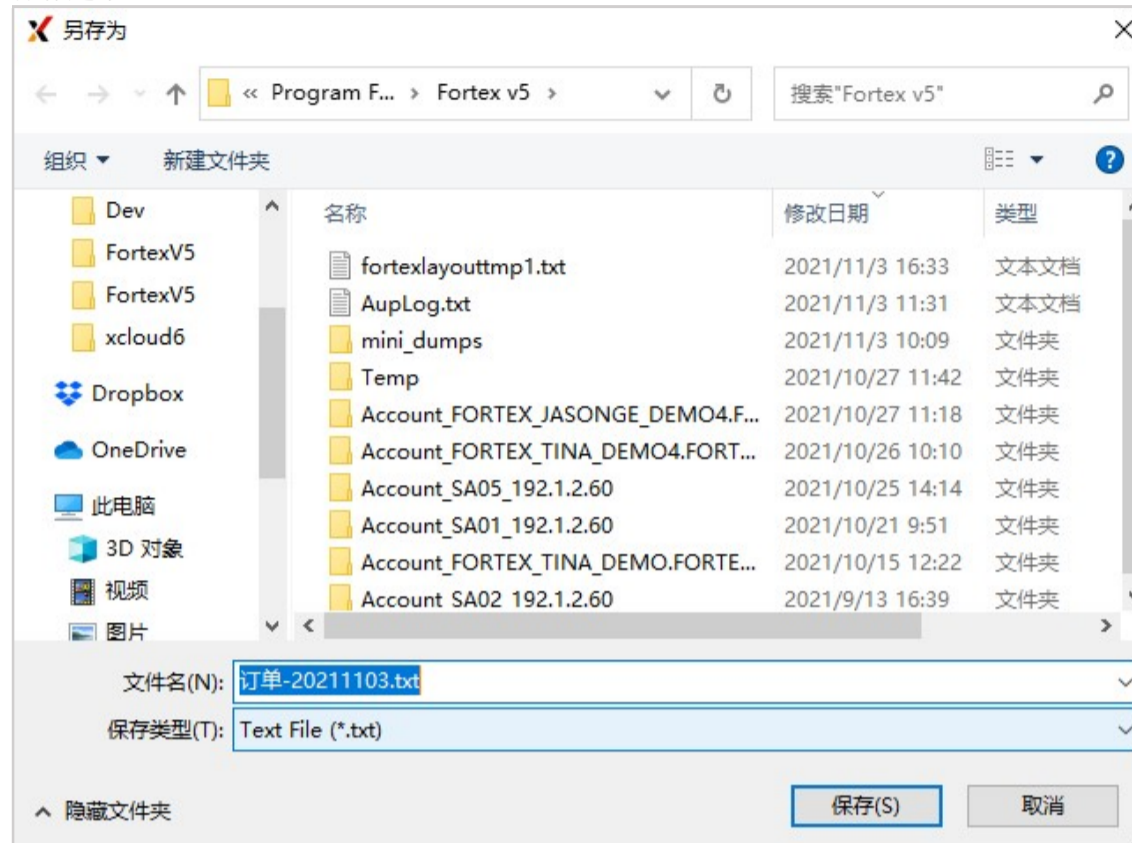 另存为
« Program F... › Fortex v5 ›
搜索"Fortex v5"
组织
新建文件夹
Dev
FortexV5
FortexV5
xcloud6
Dropbox
OneDrive
此电脑
3D 对象
视频
图片
名称 修改日期 类型
fortexlayouttmp1.txt 2021/11/3 16:33 文本文档
AupLog.txt 2021/11/3 11:31 文本文档
mini_dumps 2021/11/3 10:09 文件夹
Temp 2021/10/27 11:42 文件夹
Account_FORTEX_JASONGE_DEMO4.F... 2021/10/27 11:18 文件夹
Account_FORTEX_TINA_DEMO4.FORT... 2021/10/26 10:10 文件夹
Account_SA05_192.1.2.60 2021/10/25 14:14 文件夹
Account_SA01_192.1.2.60 2021/10/21 9:51 文件夹
Account_FORTEX_TINA_DEMO.FORTE... 2021/10/15 12:22 文件夹
Account_SA02_192.1.2.60 2021/9/13 16:39 文件夹
文件名(N): 订单-20211103.txt
保存类型(T): Text File (*.txt)
隐藏文件夹
保存(S)
取消